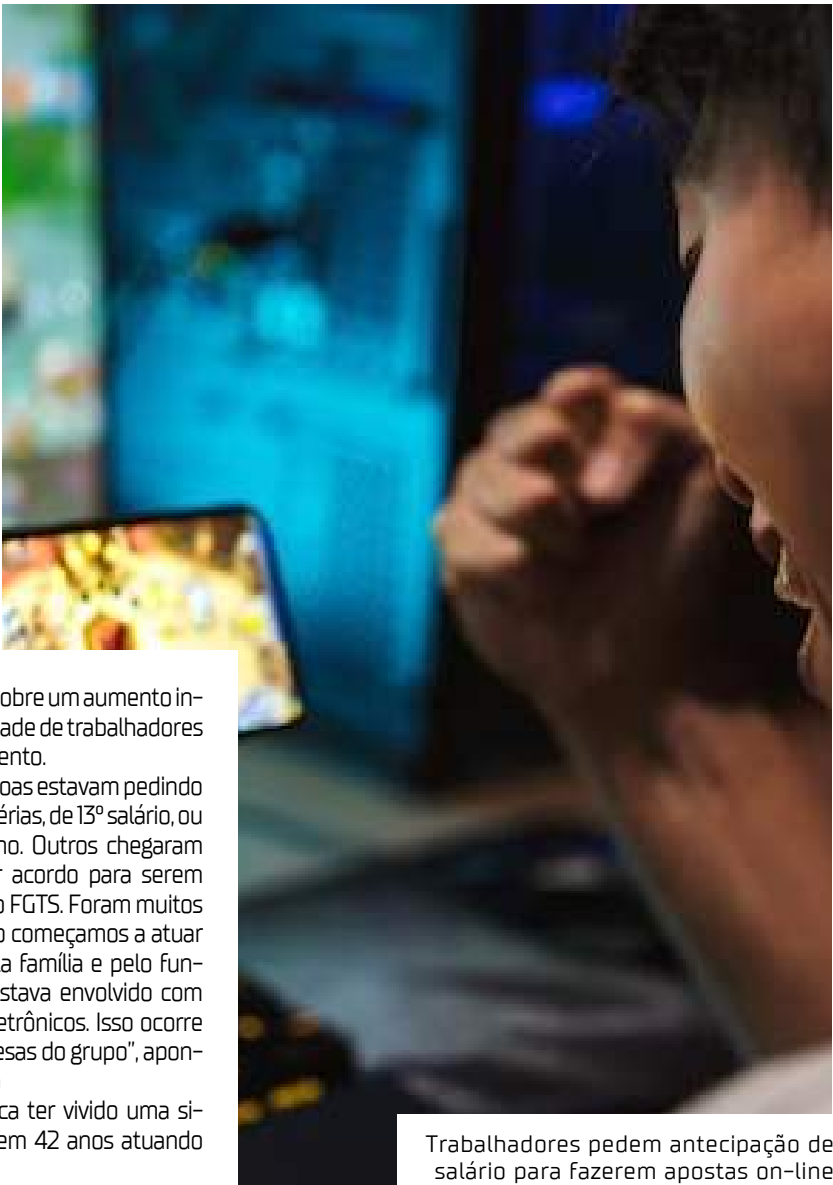 obre um aumento in-
ade de trabalhadores
ento.
oas estavam pedindo
érias, de 13º salário, ou
no. Outros chegaram
r acordo para serem
o FGTS. Foram muitos
o começamos a atuar
a família e pelo fun-
stava envolvido com
etrônicos. Isso ocorre
esas do grupo”, apon-
ca ter vivido uma si-
em 42 anos atuando
Trabalhadores pedem antecipação de
salário para fazerem apostas on-line